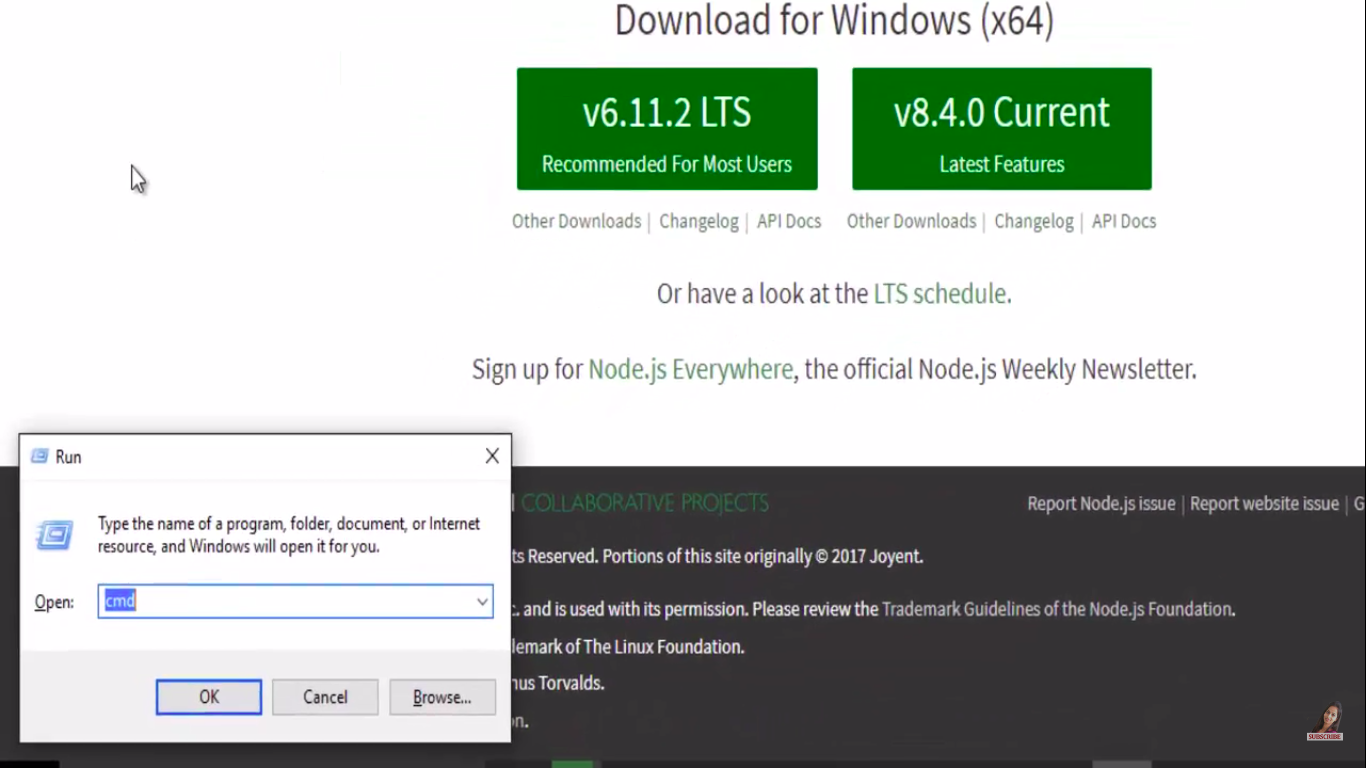 Download for Windows (x64)
v6.11.2 LTS
Recommended For Most Users
v8.4.0 Current
Latest Features
Other Downloads | Changelog | API Docs
Other Downloads | Changelog | API Docs
Or have a look at the LTS schedule.
Sign up for Node.js Everywhere, the official Node.js Weekly Newsletter.
Run
Type the name of a program, folder, document, or Internet
resource, and Windows will open it for you.
Open:
cmd
OK
Cancel
Browse...
COLLABORATIVE PROJECTS
Report Node.js issue | Report website issue |
Reserved. Portions of this site originally © 2017 Joyent.
and is used with its permission. Please review the Trademark Guidelines of the Node.js Foundation.
of The Linux Foundation.
Torvalds.
SUBSCRIBE